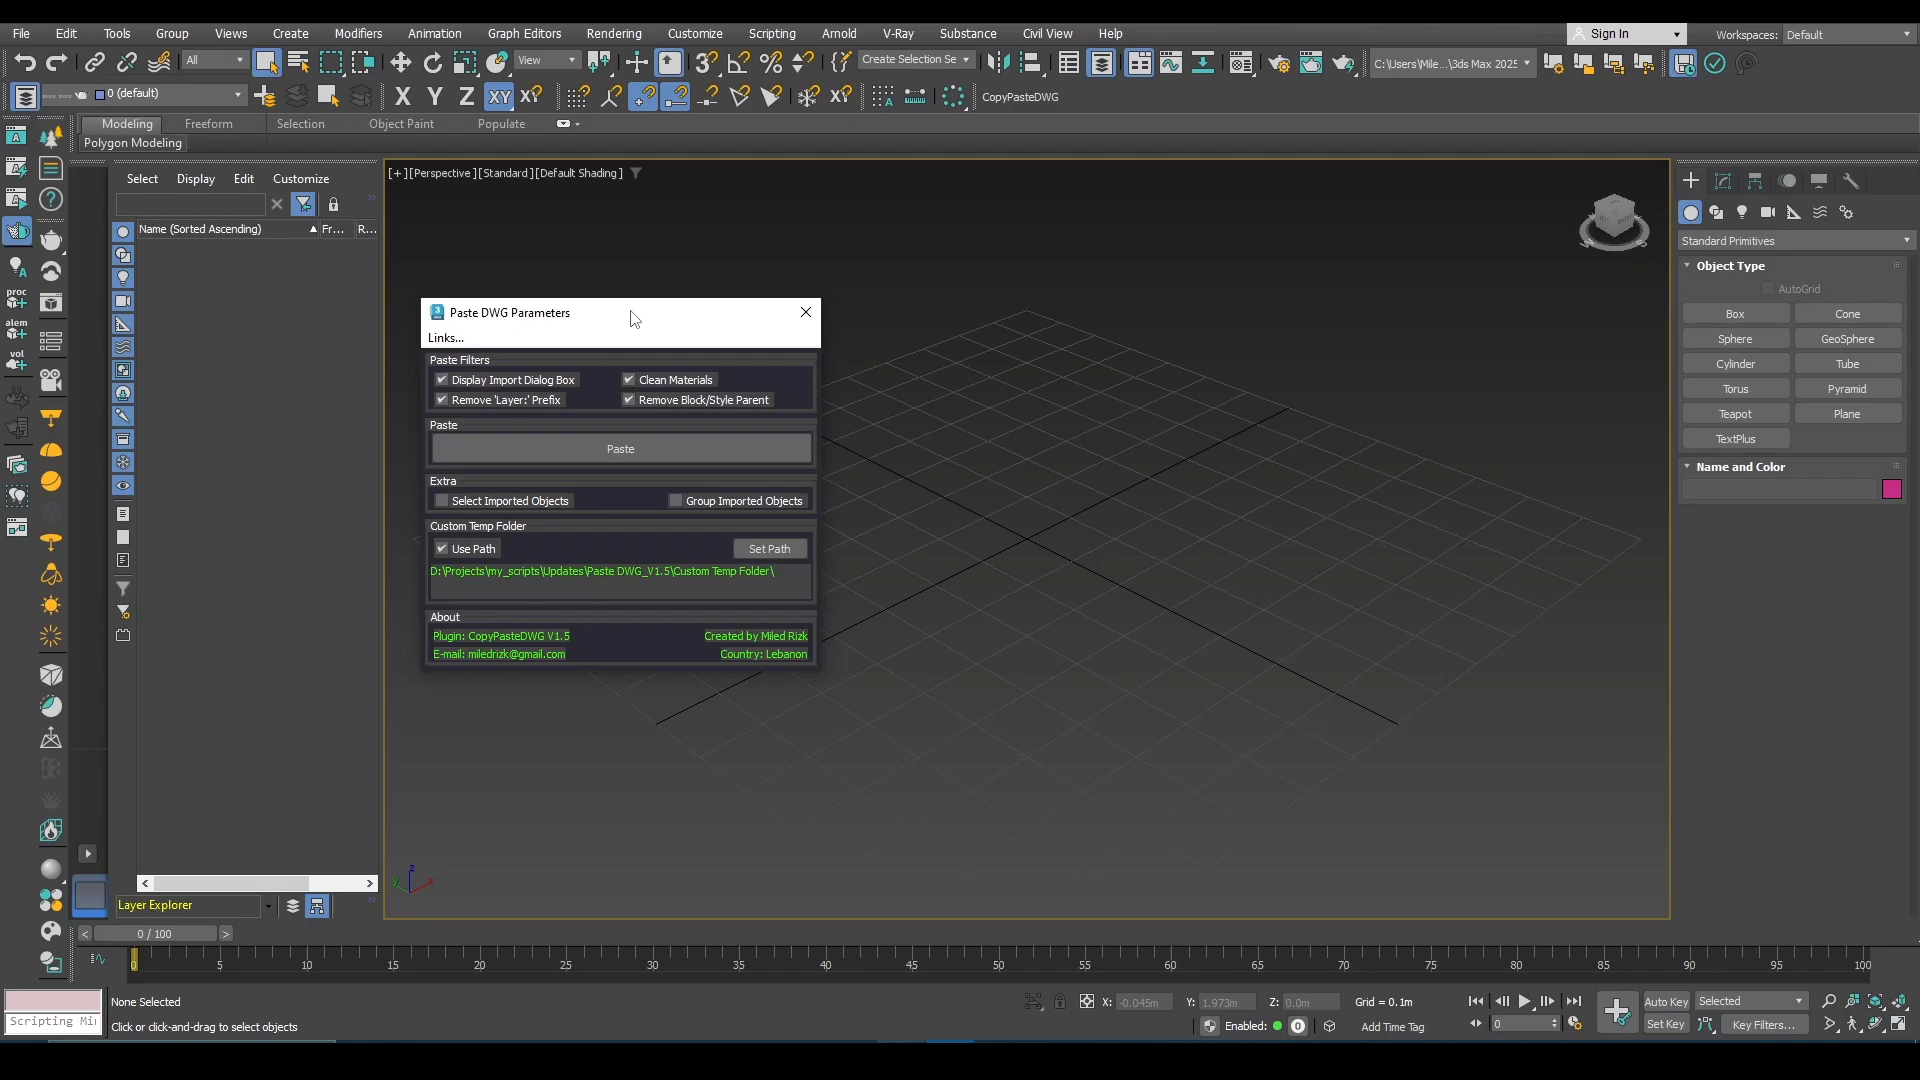 File Edit Tools Group Views Create Modifiers Animation Graph Editors Rendering Customize Scripting Arnold V-Ray Substance Civil View Help
Sign In
Workspaces: Default
All
View
Create Selection Se
C:\Users\Mile...\3ds Max 2025
0 (default)
X Y Z XY
CopyPasteDWG
Modeling Freeform Selection Object Paint Populate
Polygon Modeling
Select Display Edit Customize
Name (Sorted Ascending) Fr... R...
proc
alem
vol
[+][Perspective][Standard][Default Shading]
Paste DWG Parameters
Links...
Paste Filters
Display Import Dialog Box Clean Materials
Remove 'Layer:' Prefix Remove Block/Style Parent
Paste
Paste
Extra
Select Imported Objects Group Imported Objects
Custom Temp Folder
Use Path Set Path
D:\Projects\my_scripts\Updates\Paste DWG_V1.5\Custom Temp Folder\
About
Plugin: CopyPasteDWG V1.5 Created by Miled Rizk
E-mail: miledrizk@gmail.com Country: Lebanon
Standard Primitives
Object Type
AutoGrid
Box Cone
Sphere GeoSphere
Cylinder Tube
Torus Pyramid
Teapot Plane
TextPlus
Name and Color
z
x
Layer Explorer
< 0 / 100 >
0 5 10 15 20 25 30 35 40 45 50 55 60 65 70 75 80 85 90 95 100
None Selected
Click or click-and-drag to select objects
Scripting Mi
X: -0.045m Y: 1.973m Z: 0.0m Grid = 0.1m
Enabled: 0 Add Time Tag
0
Auto Key Selected
Set Key Key Filters...